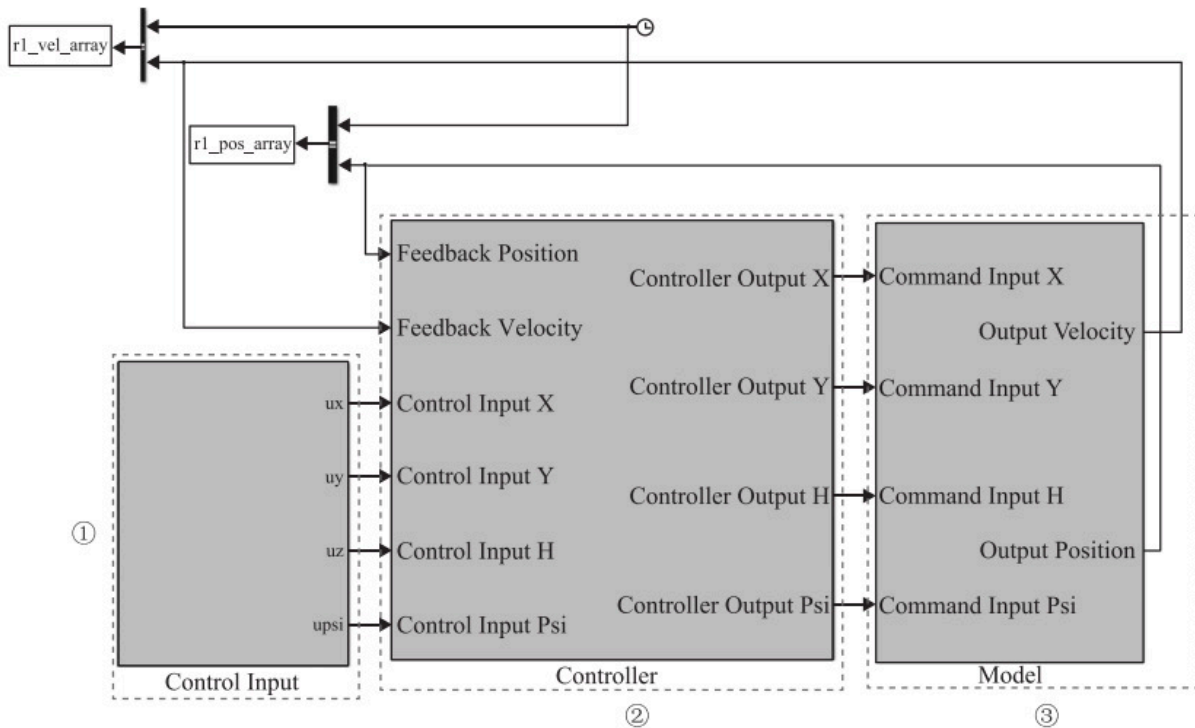 r1_vel_array
r1_pos_array
Feedback Position
Feedback Velocity
Control Input X
Control Input Y
Control Input H
Control Input Psi
Controller Output X
Controller Output Y
Controller Output H
Controller Output Psi
Command Input X
Output Velocity
Command Input Y
Command Input H
Output Position
Command Input Psi
ux
uy
uz
upsi
①
Control Input
Controller
Model
②
③